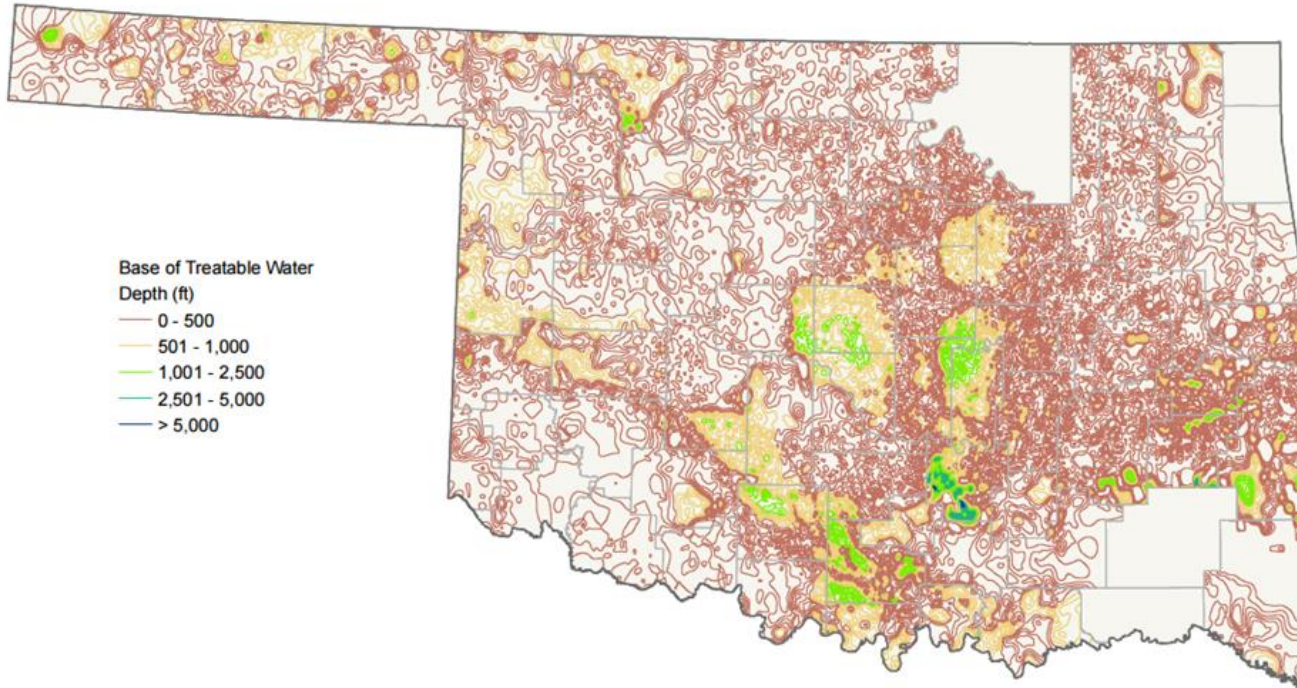 Base of Treatable Water
Depth (ft)
0 - 500
501 - 1,000
1,001 - 2,500
2,501 - 5,000
> 5,000